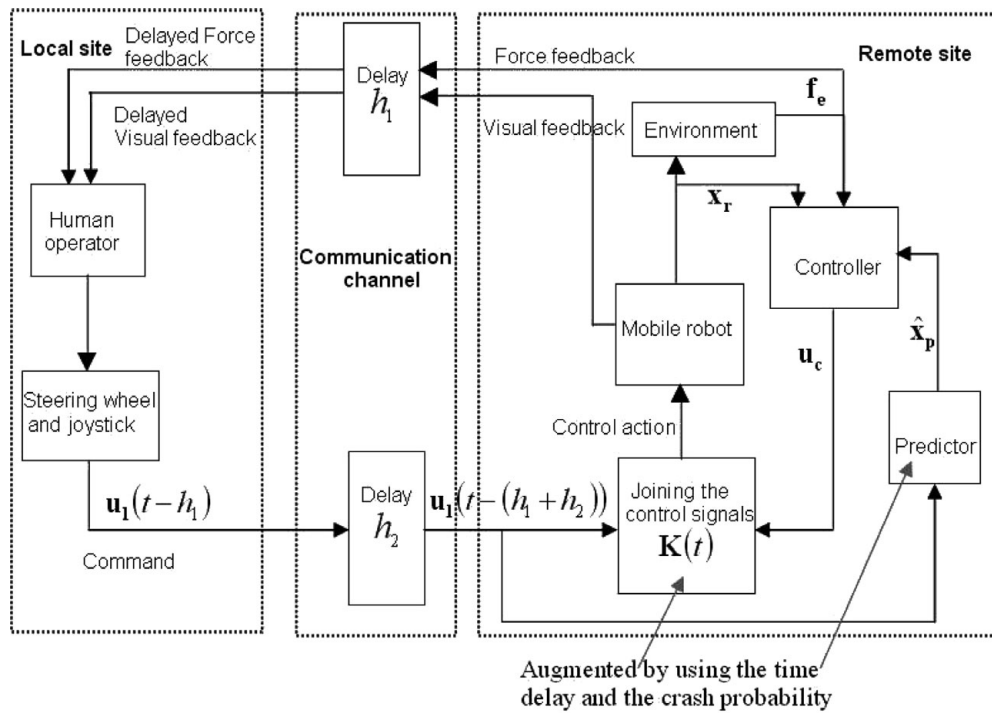 Local site
Delayed Force
feedback
Delayed
Visual feedback
Human
operator
Steering wheel
and joystick
u₁(t−h₁)
Command
Delay
h₁
Communication
channel
Delay
h₂
Remote site
Force feedback
Visual feedback
fₑ
Environment
xᵣ
Controller
Mobile robot
u_c
x̂ₚ
Control action
Predictor
u₁(t−(h₁+h₂))
Joining the
control signals
K(t)
Augmented by using the time
delay and the crash probability